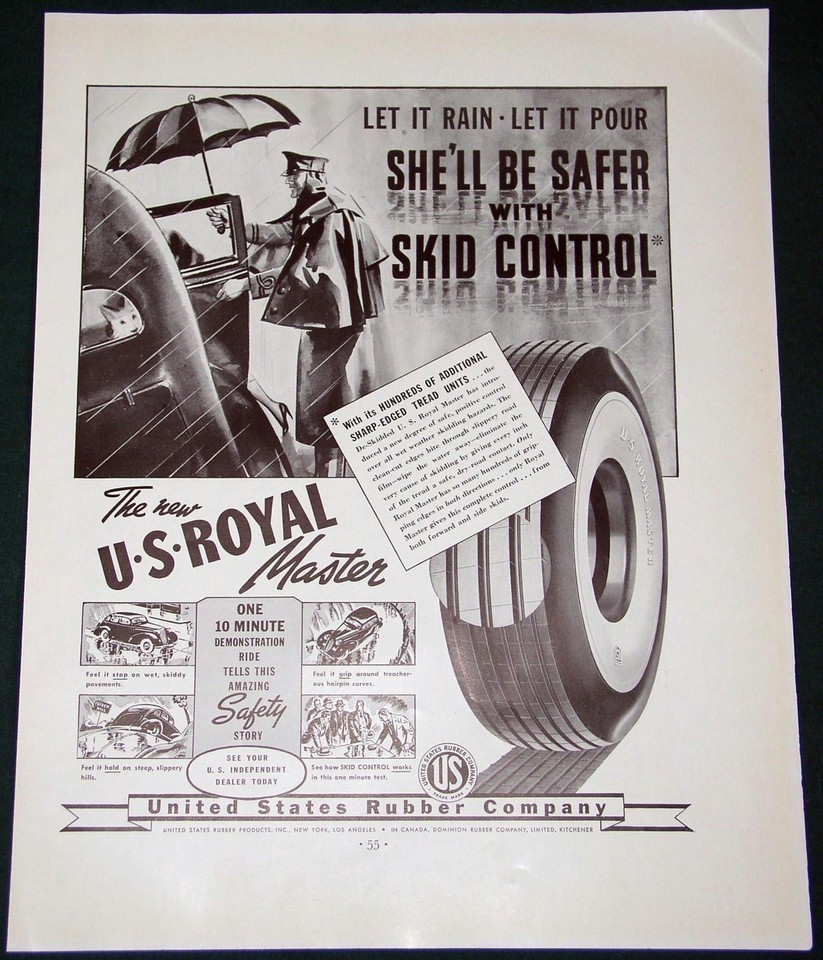 LET IT RAIN · LET IT POUR
SHE'LL BE SAFER
WITH
SKID CONTROL*
* With its HUNDREDS OF ADDITIONAL
SHARP-EDGED TREAD UNITS ... the
De-Skidded U. S. Royal Master has intro-
duced a new degree of safe, positive control
over all wet weather skidding hazards. The
clean-cut edges bite through slippery road
film—wipe the water away—eliminate the
very cause of skidding by giving every inch
of the tread a safe, dry-road contact. Only
Royal Master has so many hundreds of grip-
ping edges in both directions ... only Royal
Master gives this complete control ... from
both forward and side skids.
U.S. ROYAL MASTER
The new
U·S·ROYAL
Master
ONE
10 MINUTE
DEMONSTRATION
RIDE
TELLS THIS
AMAZING
Safety
STORY
SEE YOUR
U. S. INDEPENDENT
DEALER TODAY
Feel it stop on wet, skiddy
pavements.
Feel it grip around treacher-
ous hairpin curves.
Feel it hold on steep, slippery
hills.
See how SKID CONTROL works
in this one minute test.
UNITED STATES RUBBER COMPANY
US
TRADE MARK
United States Rubber Company
UNITED STATES RUBBER PRODUCTS, INC., NEW YORK, LOS ANGELES • IN CANADA, DOMINION RUBBER COMPANY, LIMITED, KITCHENER
· 55 ·